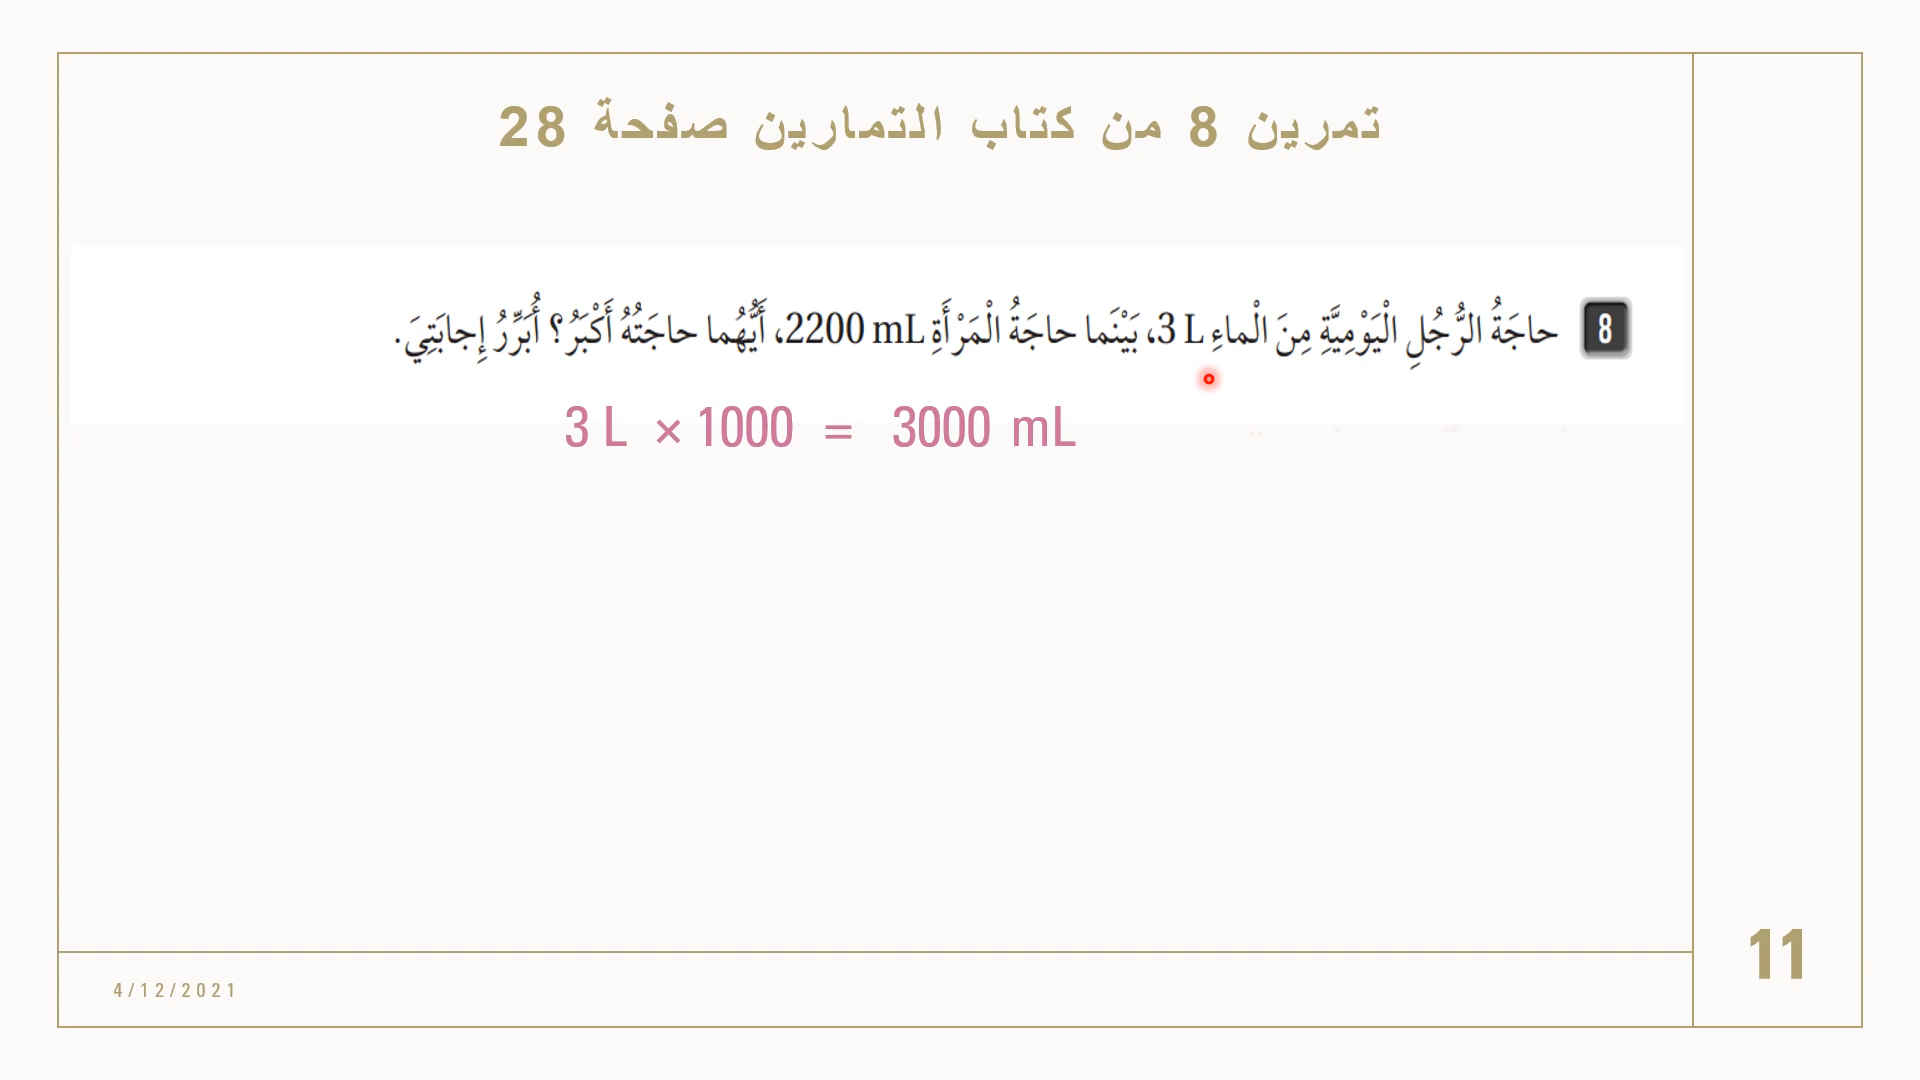 تمرين 8 من كتاب التمارين صفحة 28
8 حاجَةُ الرَّجُلِ الْيَوْمِيَّةِ مِنَ الْماءِ 3 L، بَيْنَما حاجَةُ الْمَرْأَةِ 2200 mL، أَيُّهُما حاجَتُهُ أَكْبَرُ؟ أُبَرِّرُ إِجابَتِيَ.
3 L × 1000 = 3000 mL
11
4/12/2021